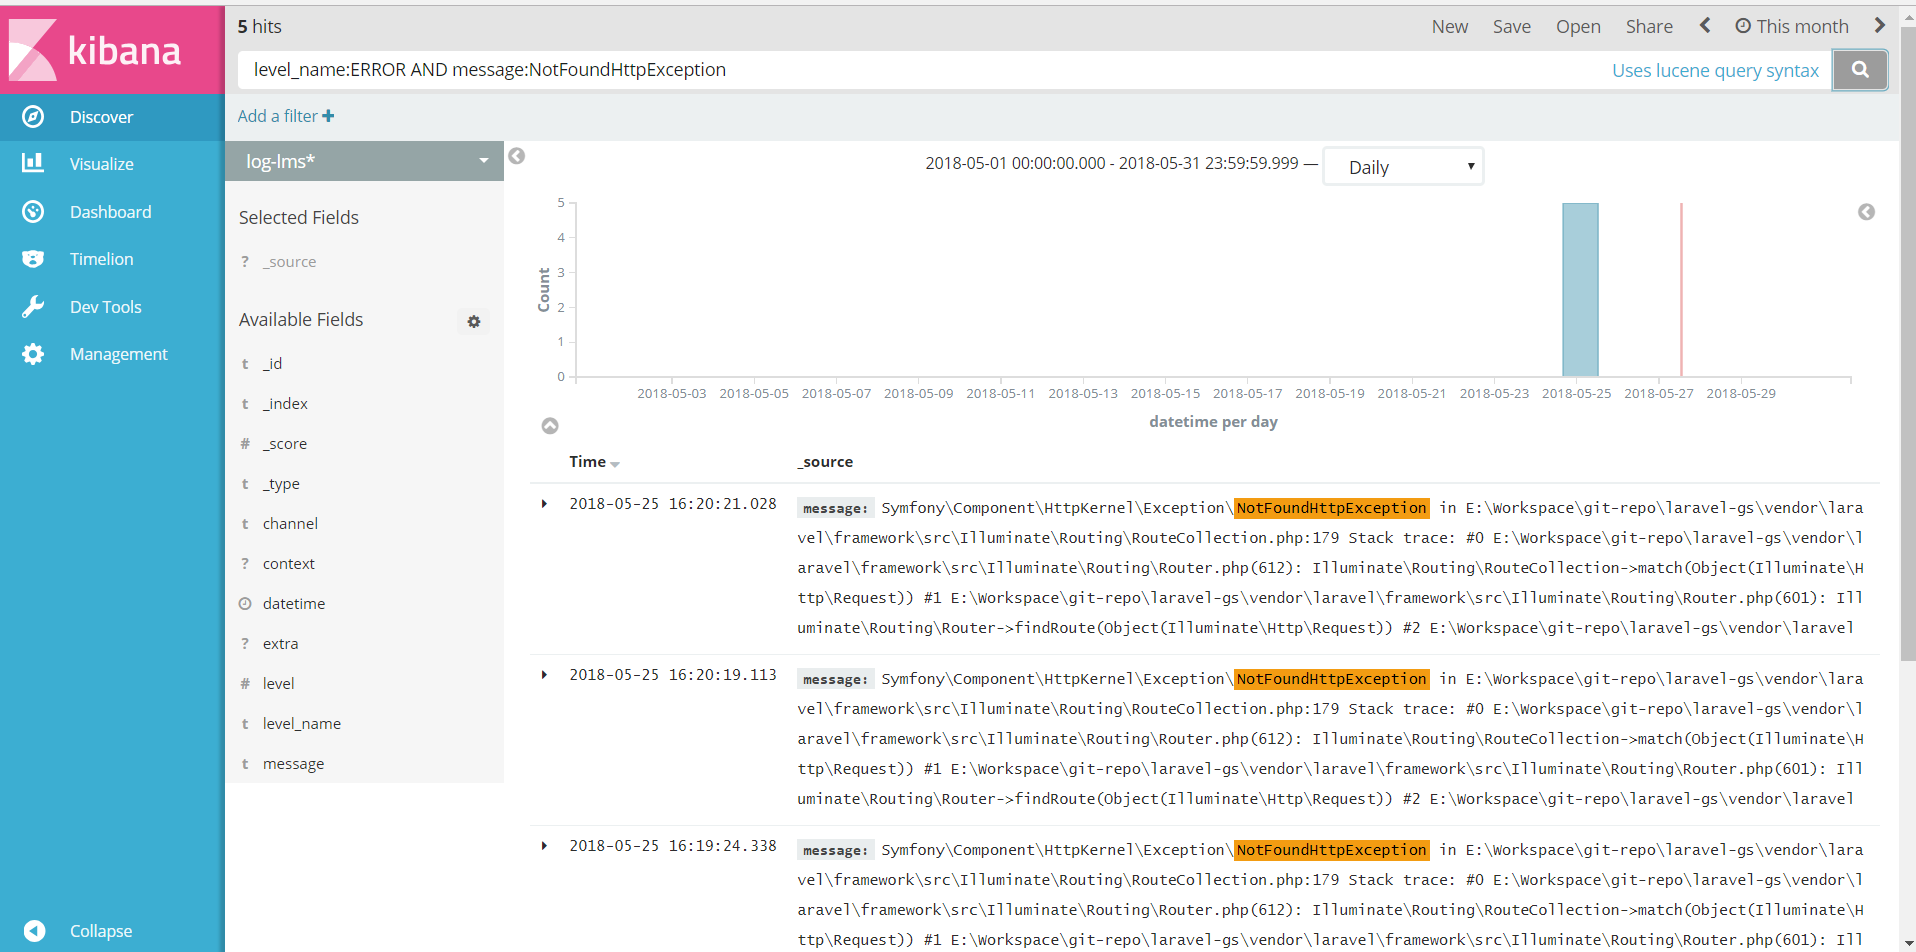 kibana
Discover
Visualize
Dashboard
Timelion
Dev Tools
Management
Collapse
5 hits
New Save Open Share This month
level_name:ERROR AND message:NotFoundHttpException
Uses lucene query syntax
Add a filter +
log-lms*
Selected Fields
? _source
Available Fields
t _id
t _index
# _score
t _type
t channel
? context
datetime
? extra
# level
t level_name
t message
2018-05-01 00:00:00.000 - 2018-05-31 23:59:59.999 — Daily
Count
5
4
3
2
1
0
2018-05-03 2018-05-05 2018-05-07 2018-05-09 2018-05-11 2018-05-13 2018-05-15 2018-05-17 2018-05-19 2018-05-21 2018-05-23 2018-05-25 2018-05-27 2018-05-29
datetime per day
Time _source
2018-05-25 16:20:21.028 message: Symfony\Component\HttpKernel\Exception\NotFoundHttpException in E:\Workspace\git-repo\laravel-gs\vendor\lara
vel\framework\src\Illuminate\Routing\RouteCollection.php:179 Stack trace: #0 E:\Workspace\git-repo\laravel-gs\vendor\l
aravel\framework\src\Illuminate\Routing\Router.php(612): Illuminate\Routing\RouteCollection->match(Object(Illuminate\H
ttp\Request)) #1 E:\Workspace\git-repo\laravel-gs\vendor\laravel\framework\src\Illuminate\Routing\Router.php(601): Ill
uminate\Routing\Router->findRoute(Object(Illuminate\Http\Request)) #2 E:\Workspace\git-repo\laravel-gs\vendor\laravel
2018-05-25 16:20:19.113 message: Symfony\Component\HttpKernel\Exception\NotFoundHttpException in E:\Workspace\git-repo\laravel-gs\vendor\lara
vel\framework\src\Illuminate\Routing\RouteCollection.php:179 Stack trace: #0 E:\Workspace\git-repo\laravel-gs\vendor\l
aravel\framework\src\Illuminate\Routing\Router.php(612): Illuminate\Routing\RouteCollection->match(Object(Illuminate\H
ttp\Request)) #1 E:\Workspace\git-repo\laravel-gs\vendor\laravel\framework\src\Illuminate\Routing\Router.php(601): Ill
uminate\Routing\Router->findRoute(Object(Illuminate\Http\Request)) #2 E:\Workspace\git-repo\laravel-gs\vendor\laravel
2018-05-25 16:19:24.338 message: Symfony\Component\HttpKernel\Exception\NotFoundHttpException in E:\Workspace\git-repo\laravel-gs\vendor\lara
vel\framework\src\Illuminate\Routing\RouteCollection.php:179 Stack trace: #0 E:\Workspace\git-repo\laravel-gs\vendor\l
aravel\framework\src\Illuminate\Routing\Router.php(612): Illuminate\Routing\RouteCollection->match(Object(Illuminate\H
ttp\Request)) #1 E:\Workspace\git-repo\laravel-gs\vendor\laravel\framework\src\Illuminate\Routing\Router.php(601): Ill